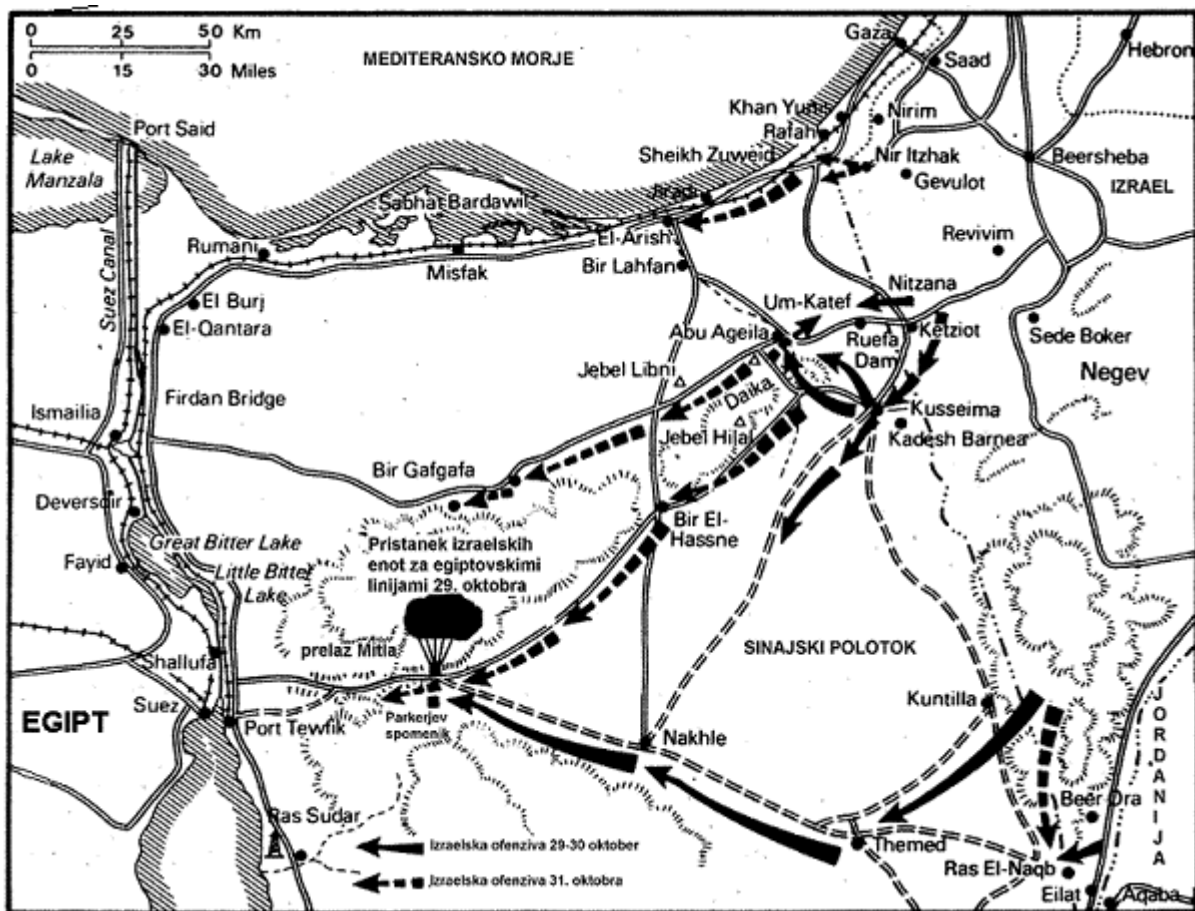 0 25 50 Km
0 15 30 Miles
MEDITERANSKO MORJE
Gaza
Saad
Hebron
Port Said
Khan Yunis
Nirim
Rafah
Lake
Manzala
Sheikh Zuweid
Nir Itzhak
Beersheba
Gevulot
IZRAEL
Jiradi
Sabhat Bardawil
Suez Canal
Rumani
Misfak
El-Arish
Bir Lahfan
Revivim
El Burj
El-Qantara
Um-Katef
Nitzana
Abu Ageila
Ruefa
Dam
Ketziot
Sede Boker
Jebel Libni
Daika
Negev
Firdan Bridge
Ismailia
Jebel Hilal
Kusseima
Kadesh Barnea
Bir Gafgafa
Deversoir
Bir El-
Hassne
Great Bitter Lake
Fayid
Little Bitter
Lake
Pristanek izraelskih
enot za egiptovskimi
linijami 29. oktobra
prelaz Mitla
SINAJSKI POLOTOK
Shallufa
Suez
Kuntilla
EGIPT
Port Tewfik
Parkerjev
spomenik
Nakhle
JORDANIJA
Beer Ora
Ras Sudar
Izraelska ofenziva 29-30 oktober
Themed
Ras El-Naqb
Izraelska ofenziva 31. oktobra
Eilat
Aqaba